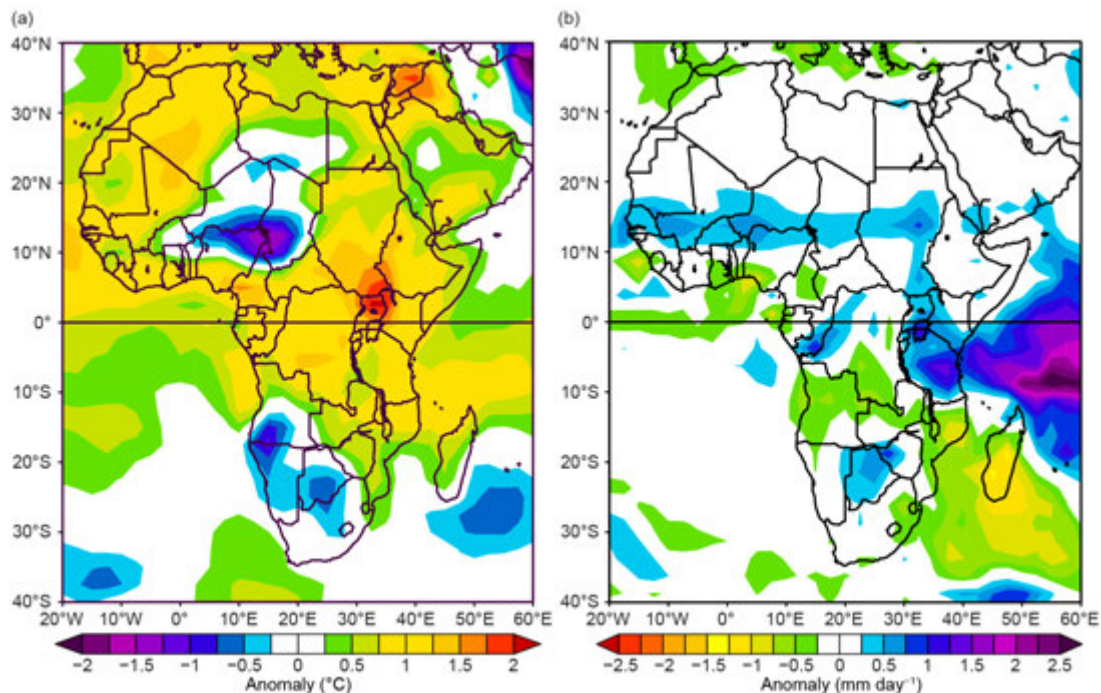 (a)
(b)
40°N
30°N
20°N
10°N
0°
10°S
20°S
30°S
40°S
20°W 10°W 0° 10°E 20°E 30°E 40°E 50°E 60°E
−2 −1.5 −1 −0.5 0 0.5 1 1.5 2
Anomaly (°C)
40°N
30°N
20°N
10°N
0°
10°S
20°S
30°S
40°S
20°W 10°W 0° 10°E 20°E 30°E 40°E 50°E 60°E
−2.5 −2 −1.5 −1 −0.5 0 0.5 1 1.5 2 2.5
Anomaly (mm day⁻¹)